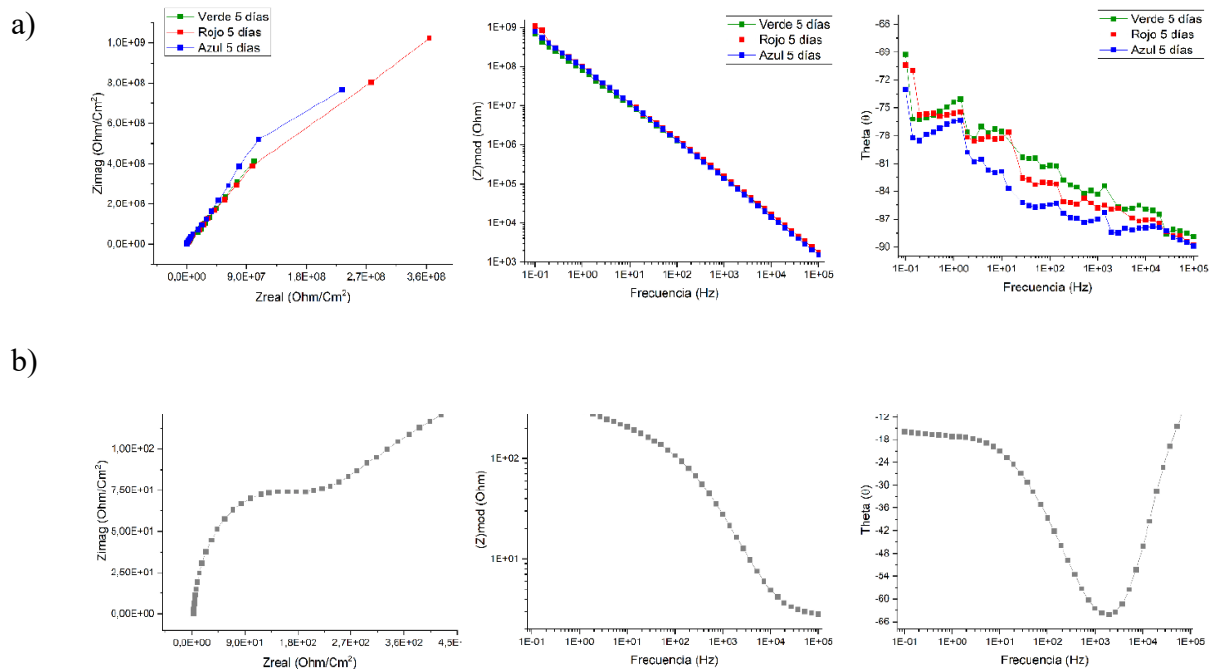 a)
Verde 5 días
Rojo 5 días
Azul 5 días
1,0E+09
8,0E+08
6,0E+08
4,0E+08
2,0E+08
0,0E+00
Zimag (Ohm/Cm²)
0,0E+00 9,0E+07 1,8E+08 2,7E+08 3,6E+08
Zreal (Ohm/Cm²)
Verde 5 días
Rojo 5 días
Azul 5 días
1E+09
1E+08
1E+07
1E+06
1E+05
1E+04
1E+03
(Z)mod (Ohm)
1E-01 1E+00 1E+01 1E+02 1E+03 1E+04 1E+05
Frecuencia (Hz)
Verde 5 días
Rojo 5 días
Azul 5 días
-66
-69
-72
-75
-78
-81
-84
-87
-90
Theta (θ)
1E-01 1E+00 1E+01 1E+02 1E+03 1E+04 1E+05
Frecuencia (Hz)
b)
1,00E+02
7,50E+01
5,00E+01
2,50E+01
0,00E+00
Zimag (Ohm/Cm²)
0,0E+00 9,0E+01 1,8E+02 2,7E+02 3,6E+02 4,5E+
Zreal (Ohm/Cm²)
1E+02
1E+01
(Z)mod (Ohm)
1E-01 1E+00 1E+01 1E+02 1E+03 1E+04 1E+05
Frecuencia (Hz)
-12
-18
-24
-30
-36
-42
-48
-54
-60
-66
Theta (θ)
1E-01 1E+00 1E+01 1E+02 1E+03 1E+04 1E+05
Frecuencia (Hz)